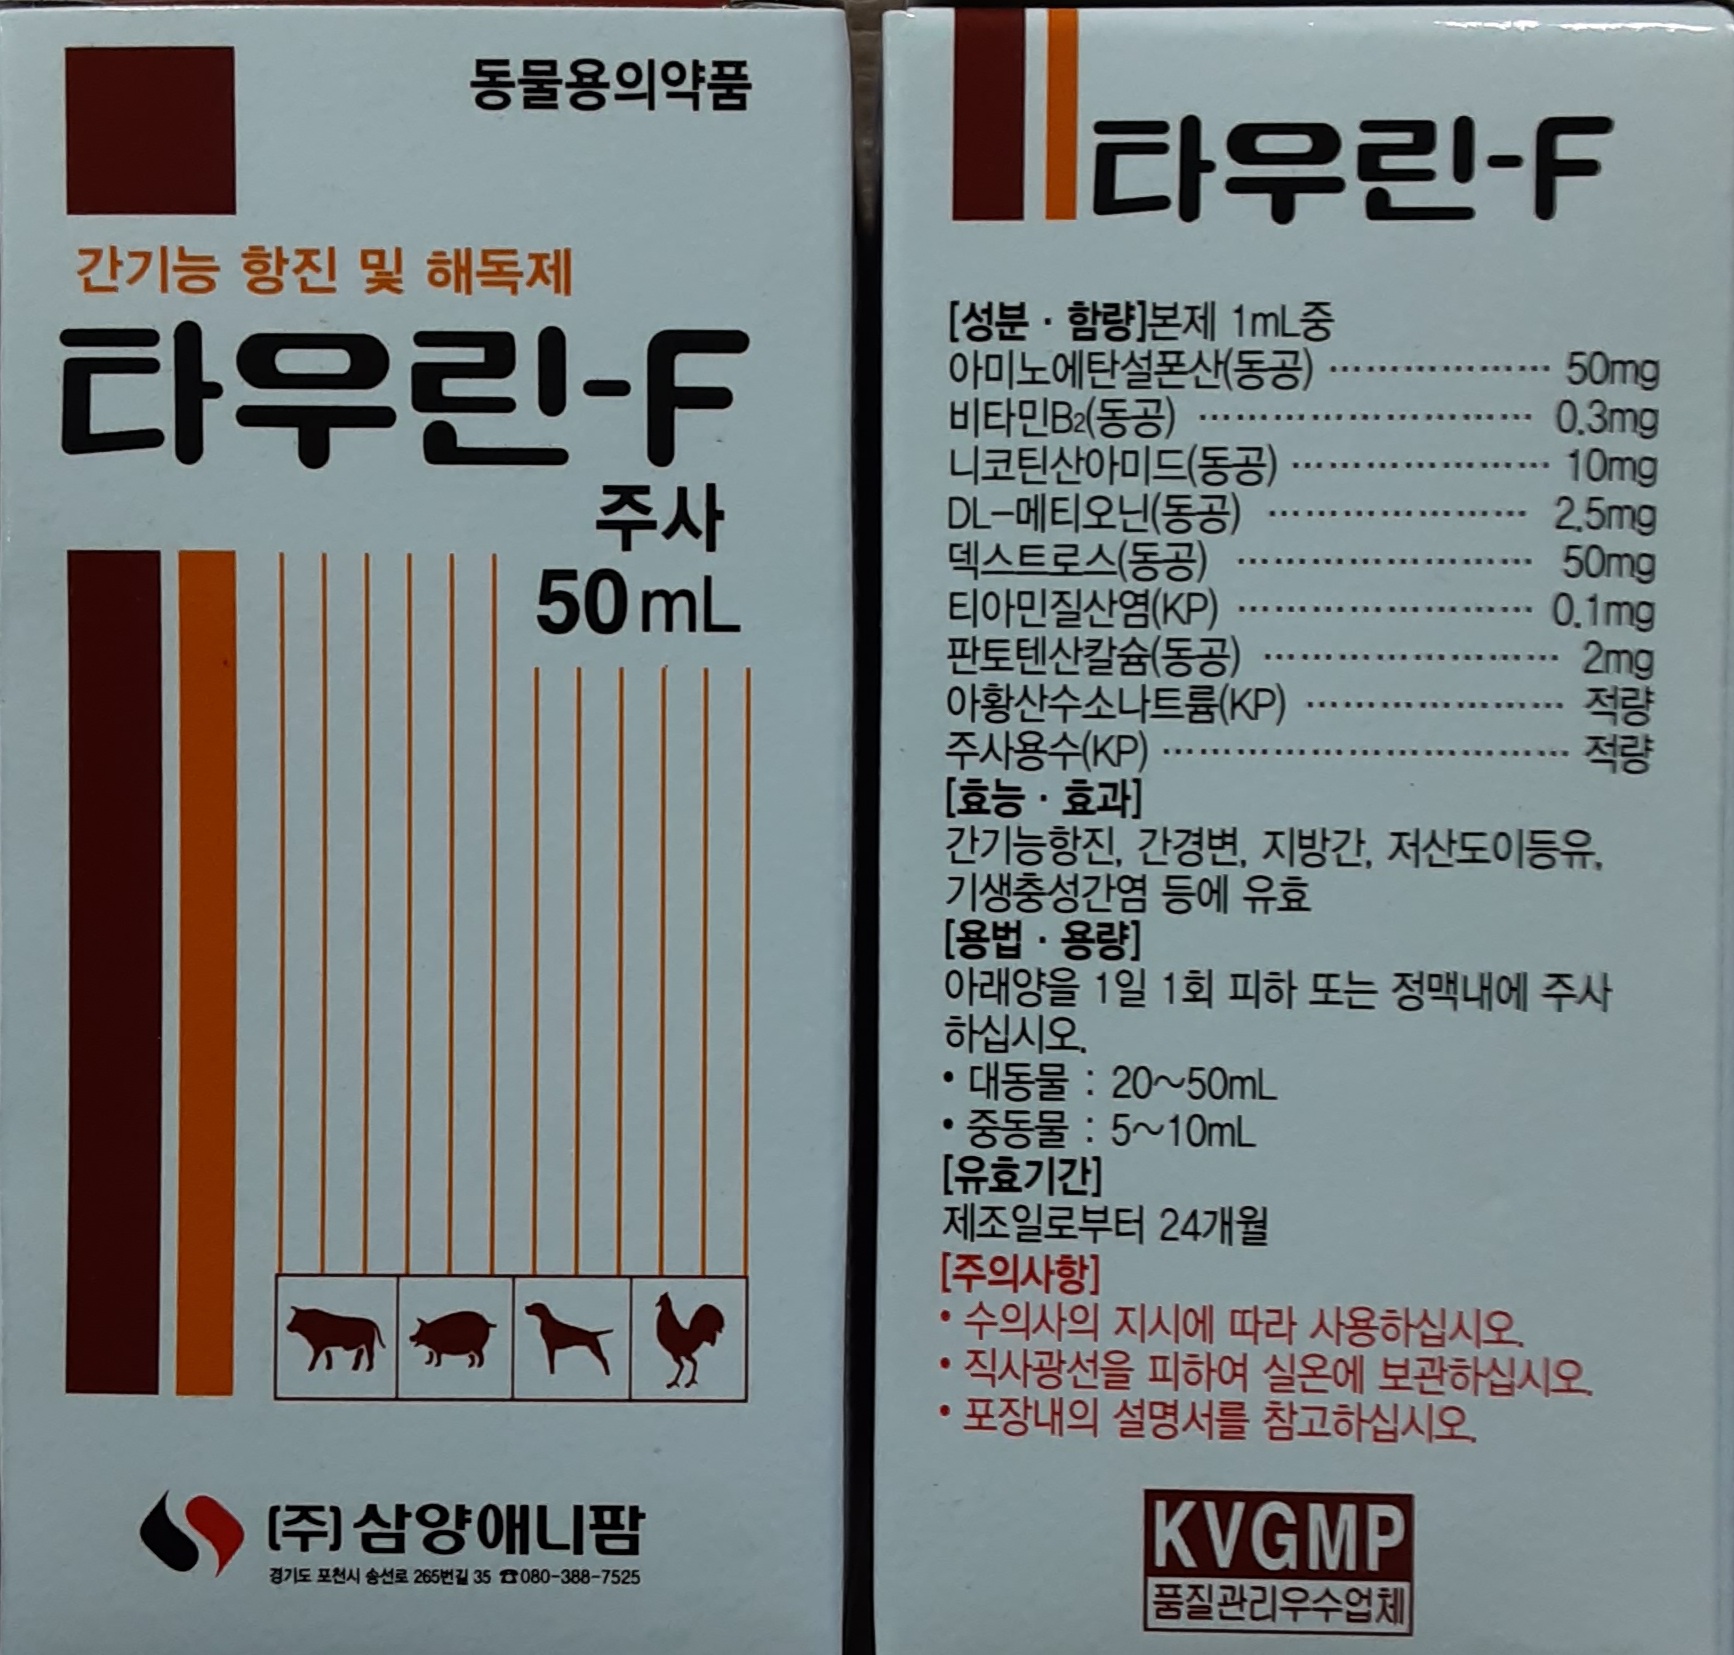 동물용의약품
간기능 항진 및 해독제
타우린-F
주사
50mL
(주)삼양애니팜
경기도 포천시 송선로 265번길 35 ☎080-388-7525
타우린-F
[성분·함량]본제 1mL중
아미노에탄설폰산(동공) ·················· 50mg
비타민B₂(동공) ···························· 0.3mg
니코틴산아미드(동공) ······················ 10mg
DL-메티오닌(동공) ······················ 2.5mg
덱스트로스(동공) ························· 50mg
티아민질산염(KP) ························· 0.1mg
판토텐산칼슘(동공) ························· 2mg
아황산수소나트륨(KP) ······················ 적량
주사용수(KP) ·································· 적량
[효능·효과]
간기능항진, 간경변, 지방간, 저산도이등유,
기생충성간염 등에 유효
[용법·용량]
아래양을 1일 1회 피하 또는 정맥내에 주사
하십시오.
• 대동물 : 20~50mL
• 중동물 : 5~10mL
[유효기간]
제조일로부터 24개월
[주의사항]
• 수의사의 지시에 따라 사용하십시오.
• 직사광선을 피하여 실온에 보관하십시오.
• 포장내의 설명서를 참고하십시오.
KVGMP
품질관리우수업체